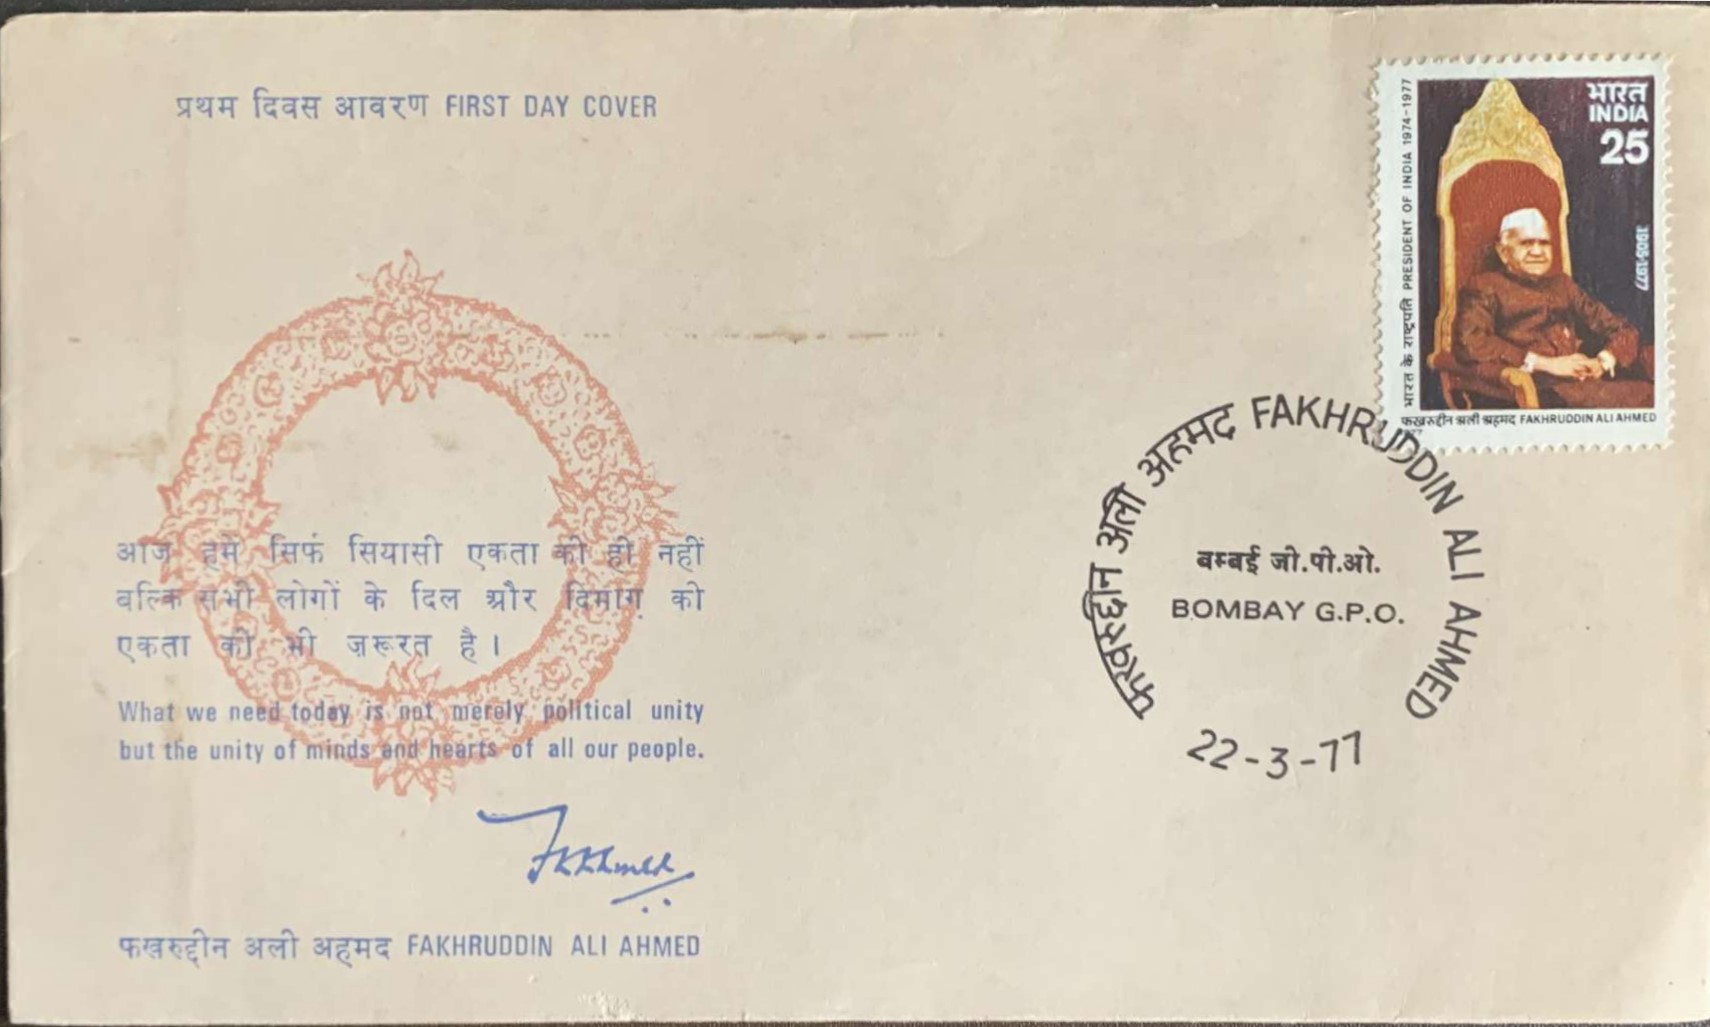 प्रथम दिवस आवरण FIRST DAY COVER
भारत
INDIA
25
1905-1977
भारत के राष्ट्रपति PRESIDENT OF INDIA 1974-1977
फखरुद्दीन अली अहमद FAKHRUDDIN ALI AHMED
1977
फखरुद्दीन अली अहमद FAKHRUDDIN ALI AHMED
बम्बई जी.पी.ओ.
BOMBAY G.P.O.
22-3-77
आज हमें सिर्फ सियासी एकता की ही नहीं
बल्कि सभी लोगों के दिल और दिमाग की
एकता की भी ज़रूरत है।
What we need today is not merely political unity
but the unity of minds and hearts of all our people.
फखरुद्दीन अली अहमद FAKHRUDDIN ALI AHMED